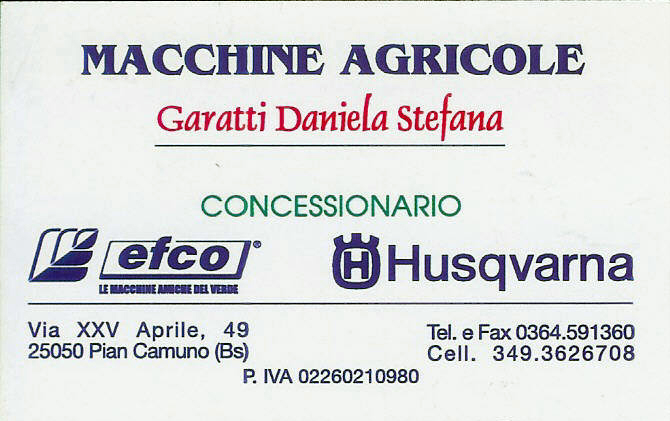 MACCHINE AGRICOLE
Garatti Daniela Stefana
CONCESSIONARIO
efco®
LE MACCHINE AMICHE DEL VERDE
H Husqvarna
Via XXV Aprile, 49
25050 Pian Camuno (Bs)
Tel. e Fax 0364.591360
Cell. 349.3626708
P. IVA 02260210980